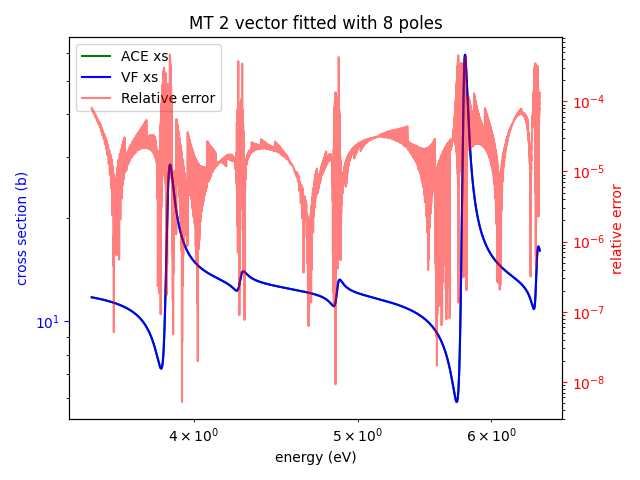 MT 2 vector fitted with 8 poles
ACE xs
VF xs
Relative error
cross section (b)
10¹
10⁻⁴
10⁻⁵
10⁻⁶
10⁻⁷
10⁻⁸
relative error
4 × 10⁰
5 × 10⁰
6 × 10⁰
energy (eV)